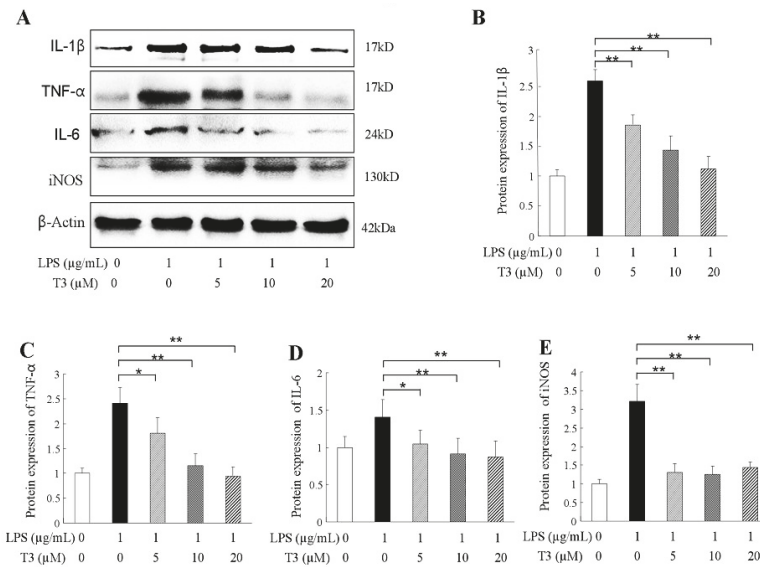 A
IL-1β 17kD
TNF-α 17kD
IL-6 24kD
iNOS 130kD
β-Actin 42kDa
LPS (μg/mL) 0 1 1 1 1
T3 (μM) 0 0 5 10 20
B
Protein expression of IL-1β
3
2.5
2
1.5
1
0.5
0
** ** **
LPS (μg/mL) 0 1 1 1 1
T3 (μM) 0 0 5 10 20
C
Protein expression of TNF-α
3
2.5
2
1.5
1
0.5
0
* ** **
LPS (μg/mL) 0 1 1 1 1
T3 (μM) 0 0 5 10 20
D
Protein expression of IL-6
2
1.5
1
0.5
0
* ** **
LPS (μg/mL) 0 1 1 1 1
T3 (μM) 0 0 5 10 20
E
Protein expression of iNOS
4
3.5
3
2.5
2
1.5
1
0.5
0
** ** **
LPS (μg/mL) 0 1 1 1 1
T3 (μM) 0 0 5 10 20